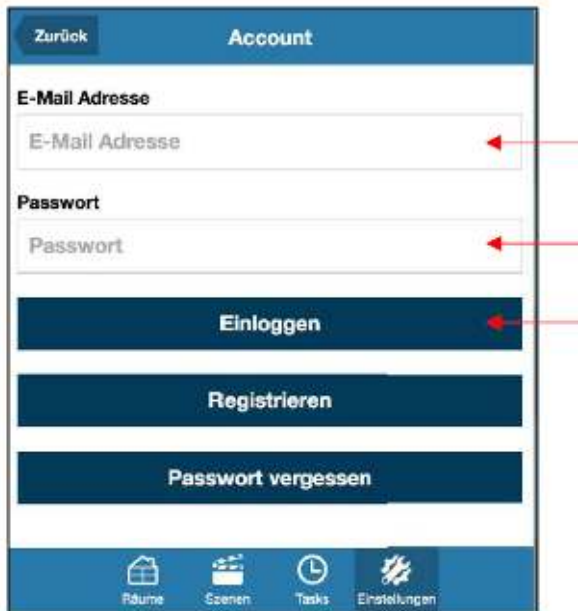 Zurück Account
E-Mail Adresse
E-Mail Adresse
Passwort
Passwort
Einloggen
Registrieren
Passwort vergessen
Räume Szenen Tasks Einstellungen